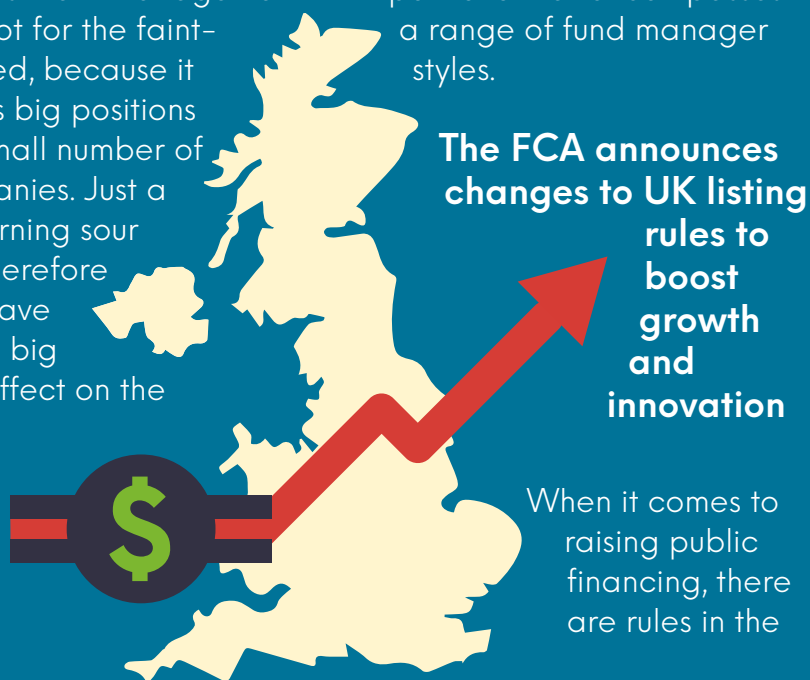 ot for the faint-
ed, because it
s big positions
mall number of
anies. Just a
rning sour
herefore
ave
big
ffect on the
a range of fund manager
styles.
The FCA announces
changes to UK listing
rules to
boost
growth
and
innovation
When it comes to
raising public
financing, there
are rules in the
$